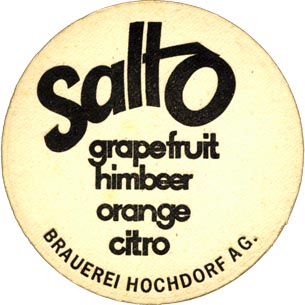 salto
grapefruit
himbeer
orange
citro
BRAUEREI HOCHDORF AG.